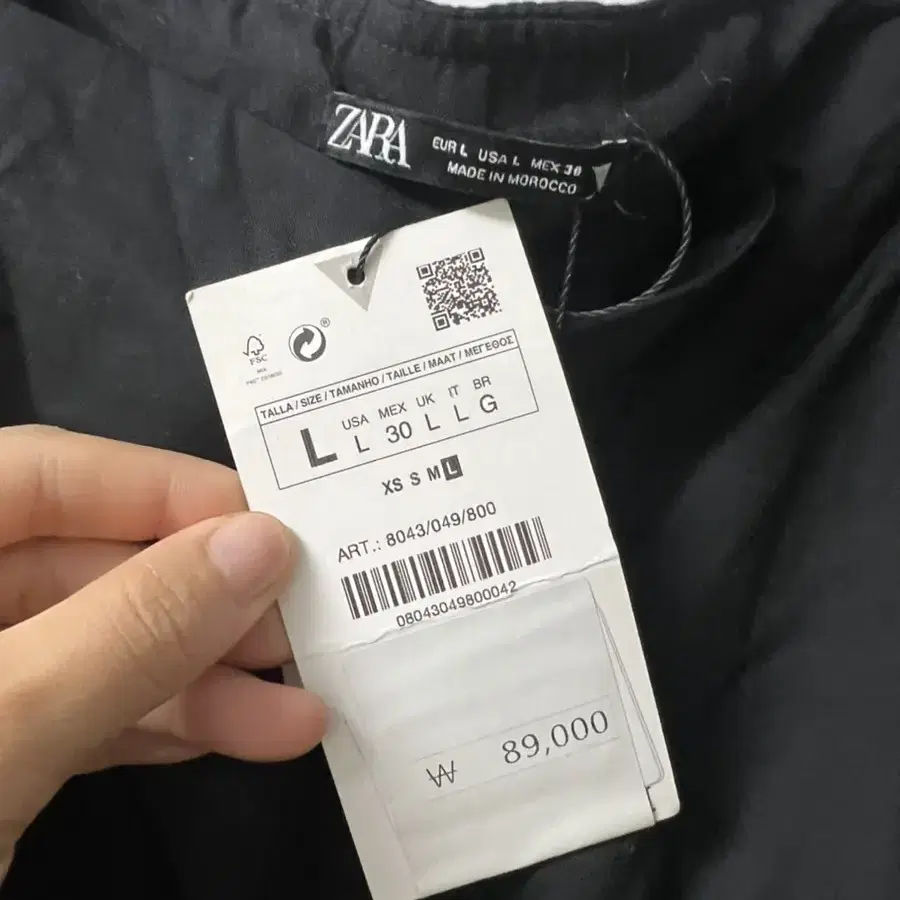 ZARA
EUR L USA L MEX 30
MADE IN MOROCCO
FSC
MIX
®
TALLA / SIZE / TAMANHO / TAILLE / MAAT / ΜΕΓΕΘΟΣ
USA MEX UK IT BR
L L 30 L L G
XS S M L
ART.: 8043/049/800
08043049800042
₩ 89,000